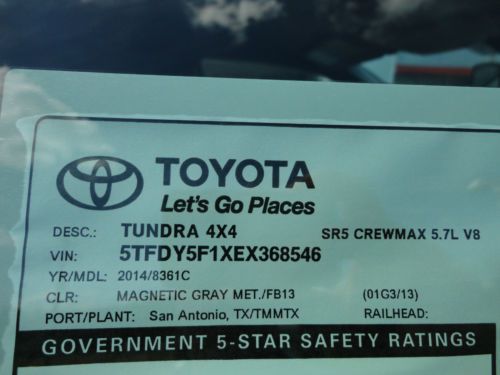 TOYOTA
Let's Go Places
DESC.: TUNDRA 4X4 SR5 CREWMAX 5.7L V8
VIN: 5TFDY5F1XEX368546
YR/MDL: 2014/8361C
CLR: MAGNETIC GRAY MET./FB13 (01G3/13)
PORT/PLANT: San Antonio, TX/TMMTX RAILHEAD:
GOVERNMENT 5-STAR SAFETY RATINGS